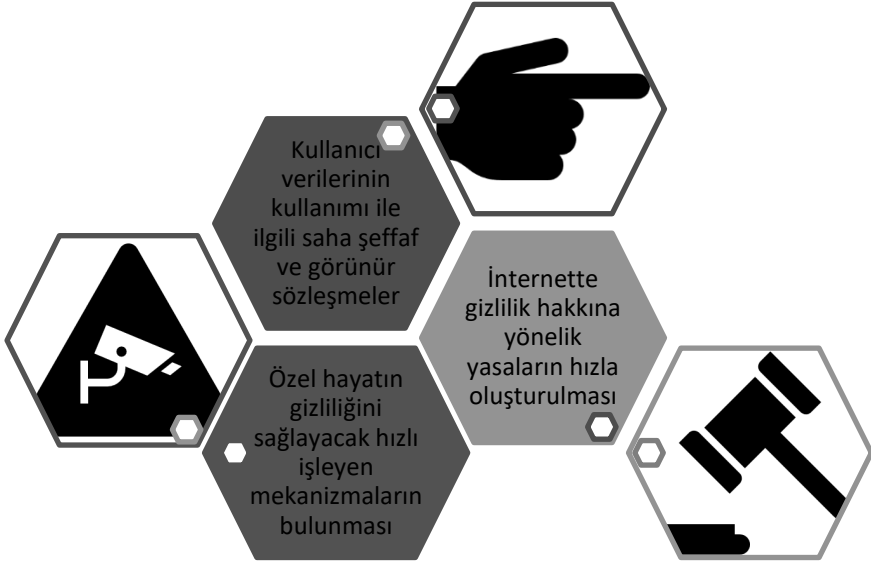 Kullanıcı
verilerinin
kullanımı ile
ilgili saha şeffaf
ve görünür
sözleşmeler
İnternette
gizlilik hakkına
yönelik
yasaların hızla
oluşturulması
Özel hayatın
gizliliğini
sağlayacak hızlı
işleyen
mekanizmaların
bulunması